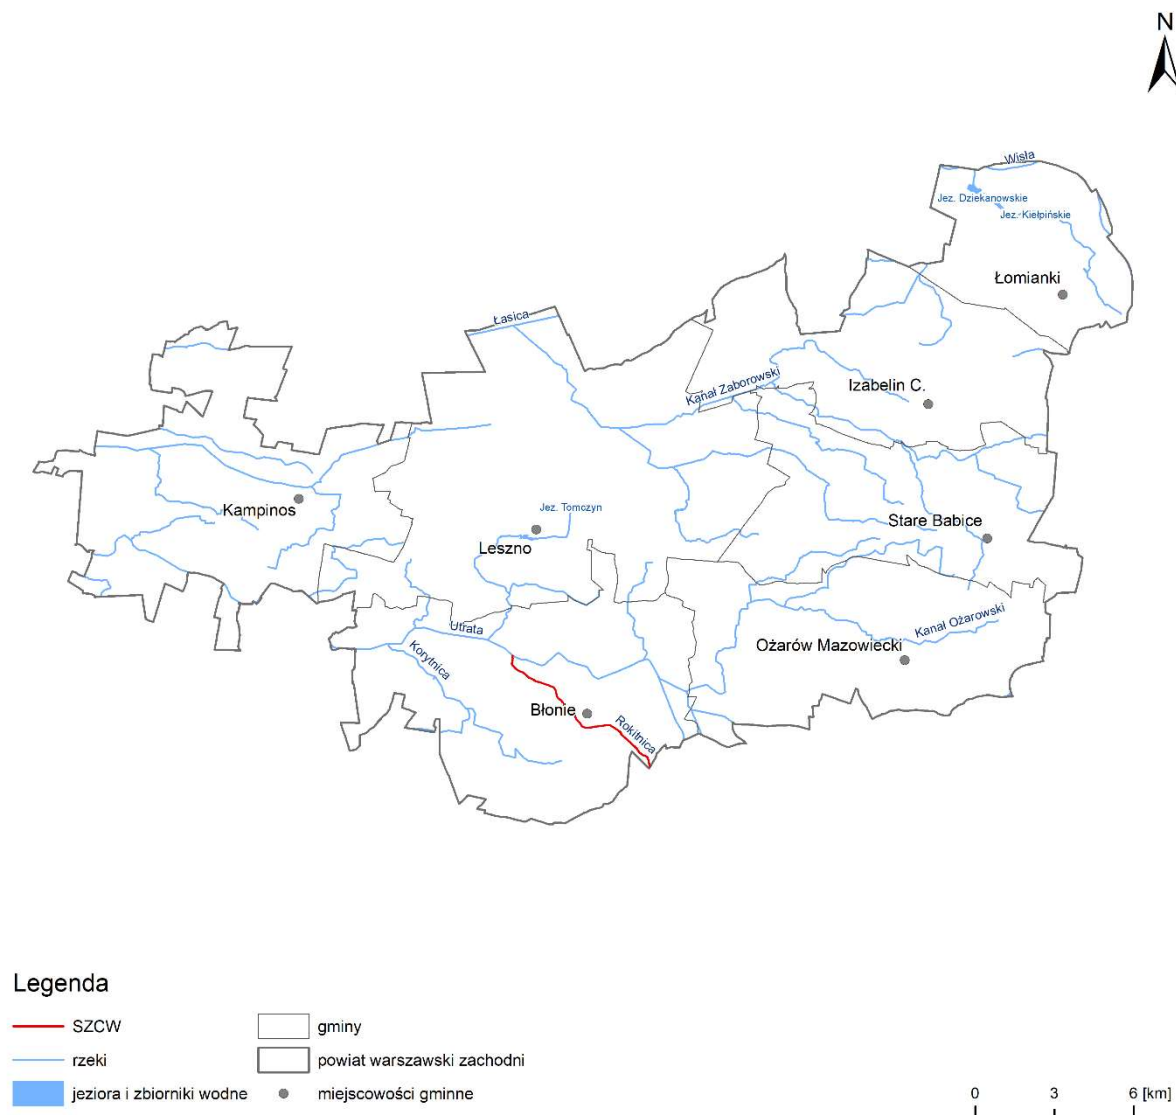 N
Wisła
Jez. Dziekanowskie
Jez. Kiełpińskie
Łomianki
Łasica
Kanał Zaborowski
Izabelin C.
Kampinos
Jez. Tomczyn
Leszno
Stare Babice
Utrata
Kanał Ożarowski
Korytnica
Ożarów Mazowiecki
Błonie
Rokitnica
Legenda
SZCW
gminy
rzeki
powiat warszawski zachodni
jeziora i zbiorniki wodne
miejscowości gminne
0 3 6 [km]